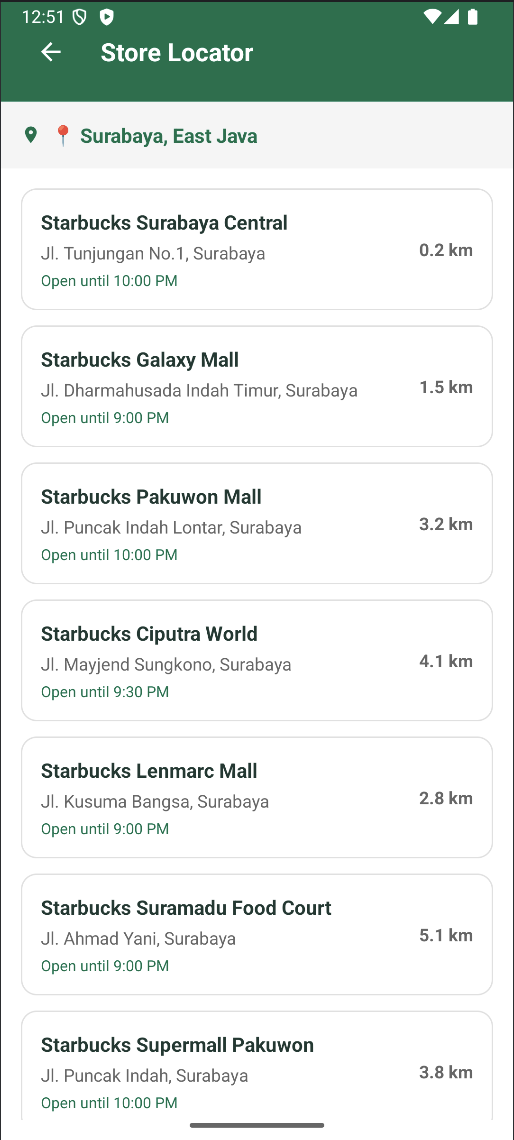 12:51
Store Locator
📍 Surabaya, East Java
Starbucks Surabaya Central
Jl. Tunjungan No.1, Surabaya
0.2 km
Open until 10:00 PM
Starbucks Galaxy Mall
Jl. Dharmahusada Indah Timur, Surabaya
1.5 km
Open until 9:00 PM
Starbucks Pakuwon Mall
Jl. Puncak Indah Lontar, Surabaya
3.2 km
Open until 10:00 PM
Starbucks Ciputra World
Jl. Mayjend Sungkono, Surabaya
4.1 km
Open until 9:30 PM
Starbucks Lenmarc Mall
Jl. Kusuma Bangsa, Surabaya
2.8 km
Open until 9:00 PM
Starbucks Suramadu Food Court
Jl. Ahmad Yani, Surabaya
5.1 km
Open until 9:00 PM
Starbucks Supermall Pakuwon
Jl. Puncak Indah, Surabaya
3.8 km
Open until 10:00 PM